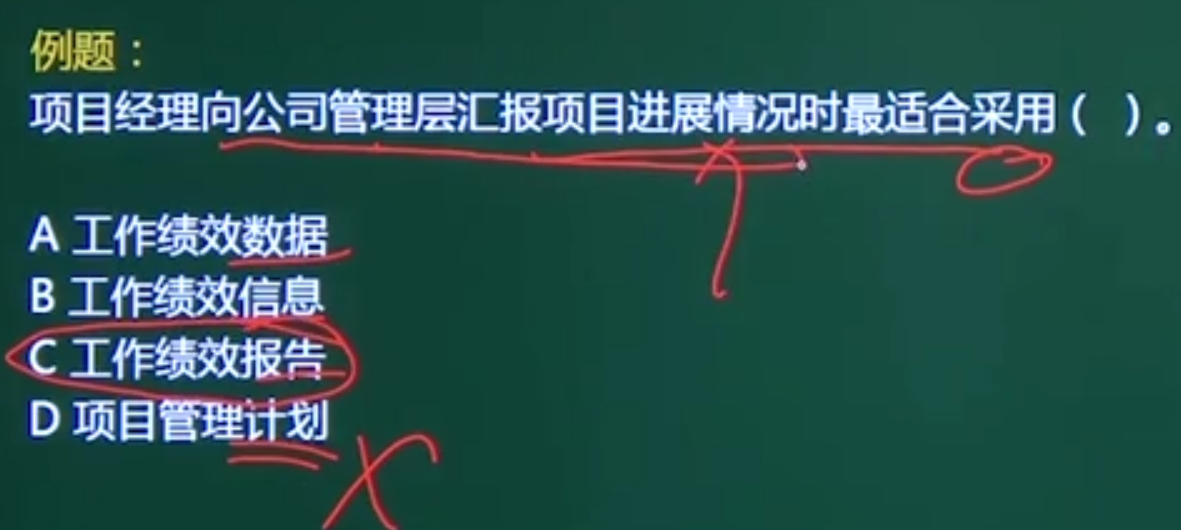 例题：
项目经理向公司管理层汇报项目进展情况时最适合采用（ ）。
A 工作绩效数据
B 工作绩效信息
C 工作绩效报告
D 项目管理计划